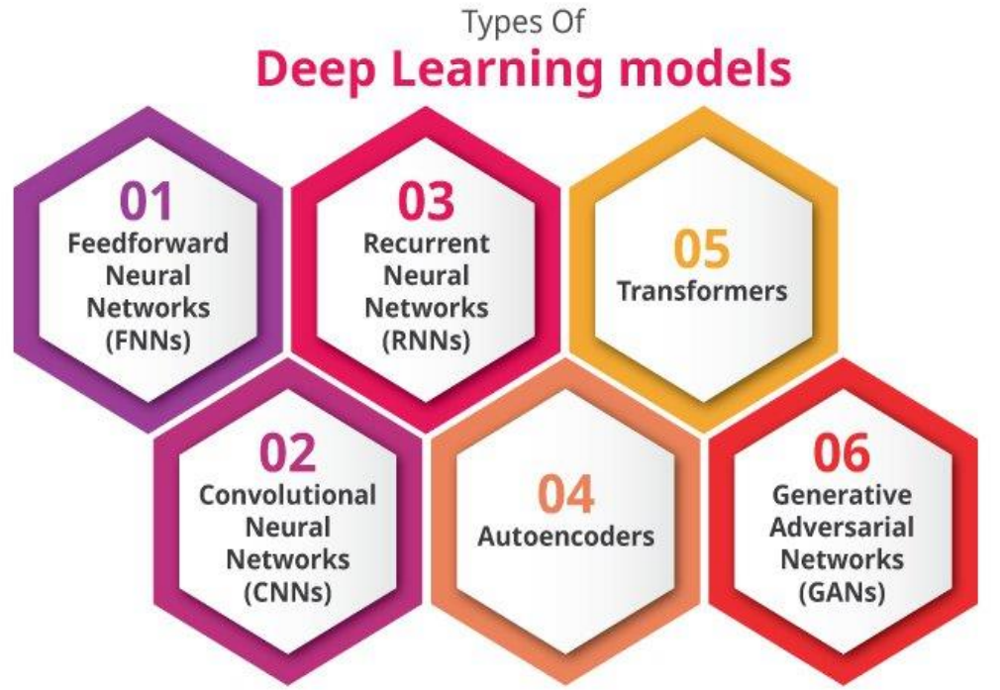 Types Of
Deep Learning models
01
Feedforward
Neural
Networks
(FNNs)
02
Convolutional
Neural
Networks
(CNNs)
03
Recurrent
Neural
Networks
(RNNs)
04
Autoencoders
05
Transformers
06
Generative
Adversarial
Networks
(GANs)